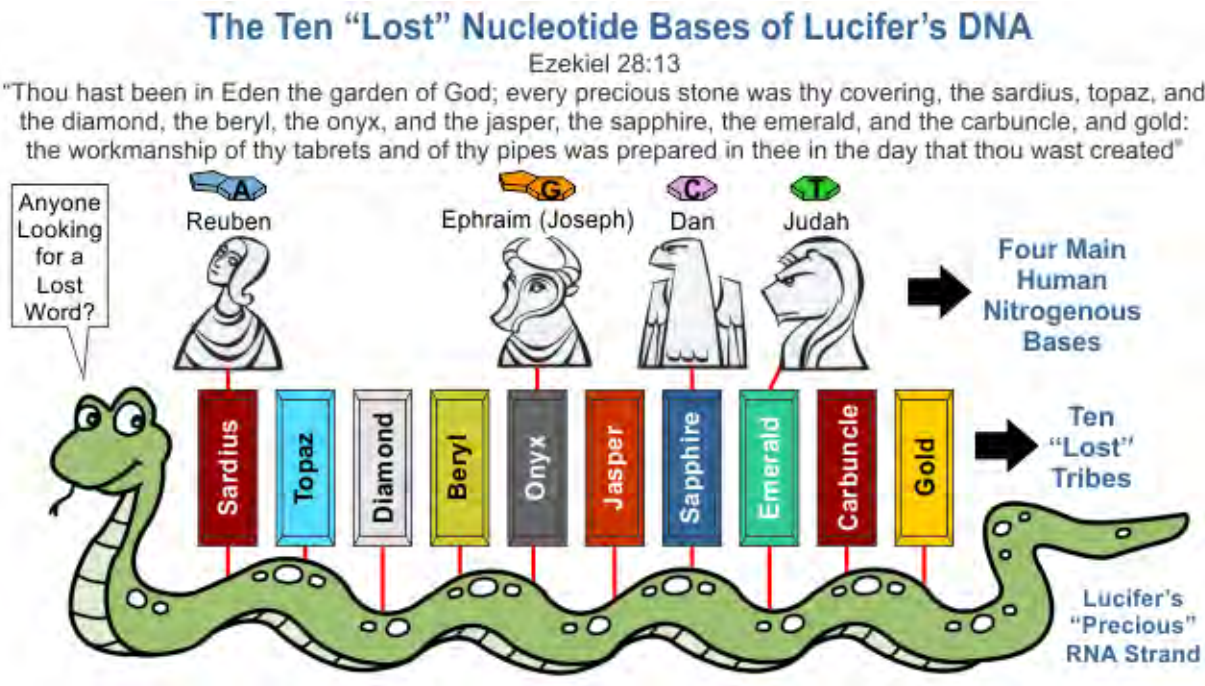 The Ten “Lost” Nucleotide Bases of Lucifer’s DNA
Ezekiel 28:13
“Thou hast been in Eden the garden of God; every precious stone was thy covering, the sardius, topaz, and
the diamond, the beryl, the onyx, and the jasper, the sapphire, the emerald, and the carbuncle, and gold:
the workmanship of thy tabrets and of thy pipes was prepared in thee in the day that thou wast created”
Anyone
Looking
for a
Lost
Word?
A
G
C
T
Reuben
Ephraim (Joseph)
Dan
Judah
Four Main
Human
Nitrogenous
Bases
Sardius
Topaz
Diamond
Beryl
Onyx
Jasper
Sapphire
Emerald
Carbuncle
Gold
Ten
“Lost”
Tribes
Lucifer’s
“Precious”
RNA Strand